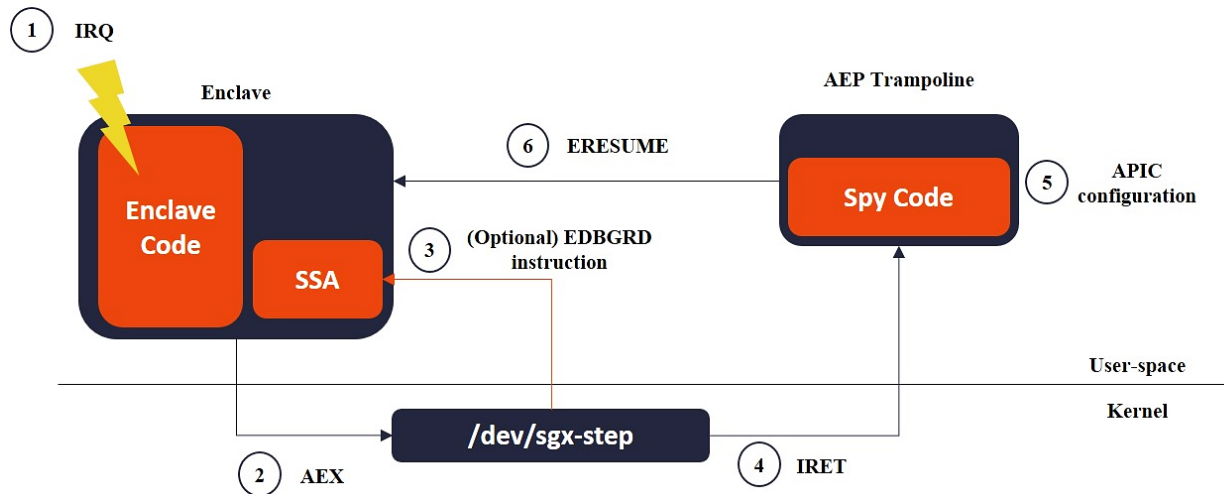 1
IRQ
Enclave
AEP Trampoline
Enclave
Code
SSA
6
ERESUME
3
(Optional) EDBGRD
instruction
Spy Code
5
APIC
configuration
User-space
Kernel
/dev/sgx-step
2
AEX
4
IRET